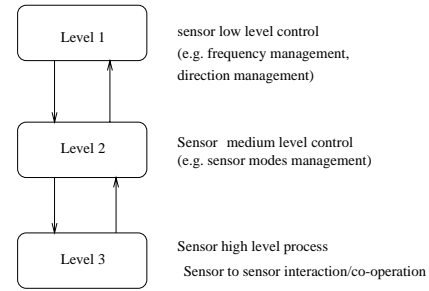 Level 1
sensor low level control
(e.g. frequency management,
direction management)
Level 2
Sensor medium level control
(e.g. sensor modes management)
Level 3
Sensor high level process
Sensor to sensor interaction/co-operation